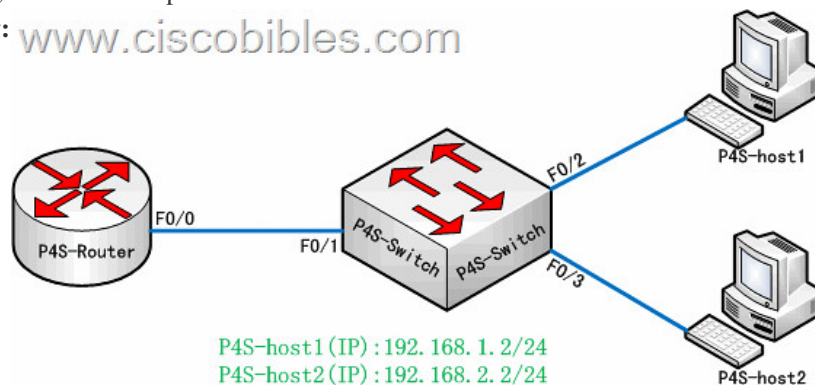 :
www.ciscobibles.com
P4S-host1
F0/2
F0/0
P4S-Router
F0/1
P4S-Switch
P4S-Switch
F0/3
P4S-host1(IP):192.168.1.2/24
P4S-host2(IP):192.168.2.2/24
P4S-host2